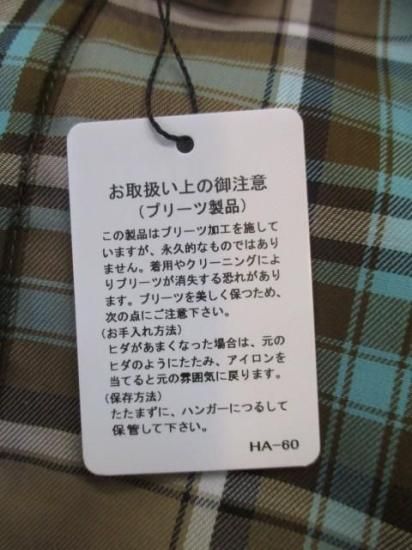 お取扱い上の御注意
(プリーツ製品)
この製品はプリーツ加工を施して
いますが、永久的なものではあり
ません。着用やクリーニングによ
りプリーツが消失する恐れがあり
ます。プリーツを美しく保つため、
次の点にご注意下さい。
(お手入れ方法)
ヒダがあまくなった場合は、元の
ヒダのようにたたみ、アイロンを
当てると元の雰囲気に戻ります。
(保存方法)
たたまずに、ハンガーにつるして
保管して下さい。
HA-60